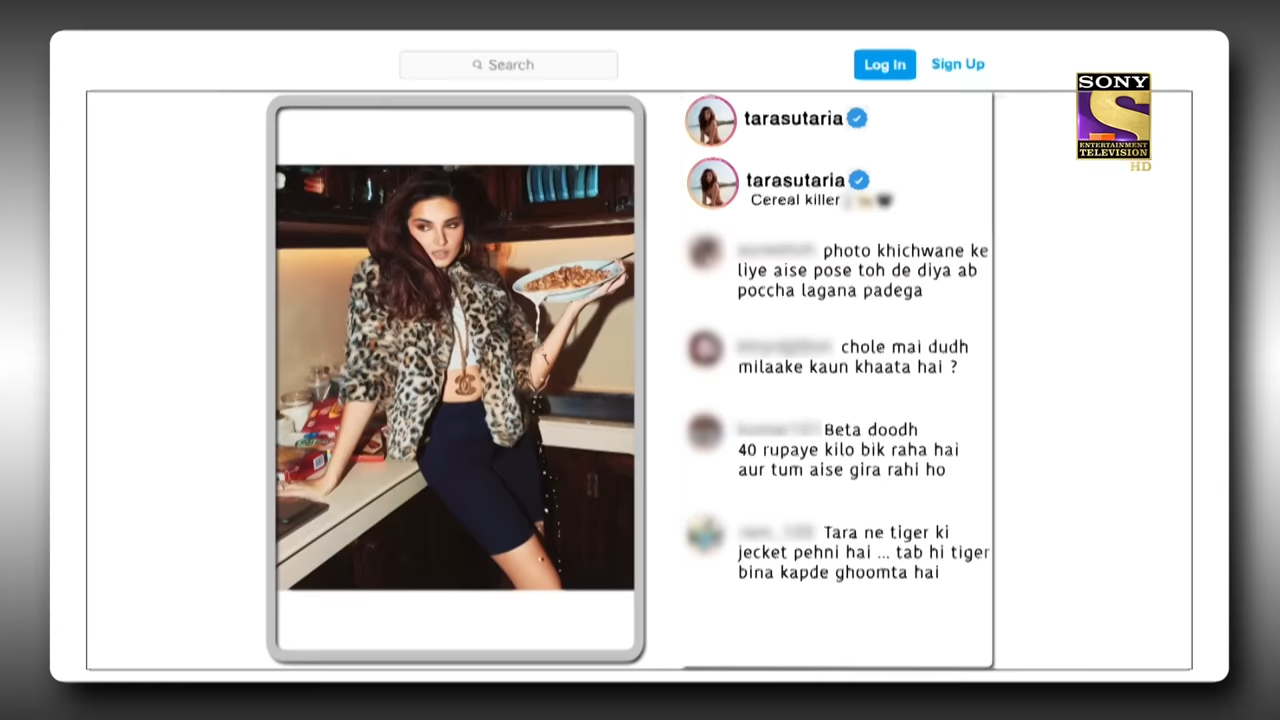 Search
Log In
Sign Up
SONY
ENTERTAINMENT
TELEVISION
HD
tarasutaria
tarasutaria
Cereal killer
photo khichwane ke
liye aise pose toh de diya ab
poccha lagana padega
chole mai dudh
milaake kaun khaata hai ?
Beta doodh
40 rupaye kilo bik raha hai
aur tum aise gira rahi ho
Tara ne tiger ki
jecket pehni hai ... tab hi tiger
bina kapde ghoomta hai